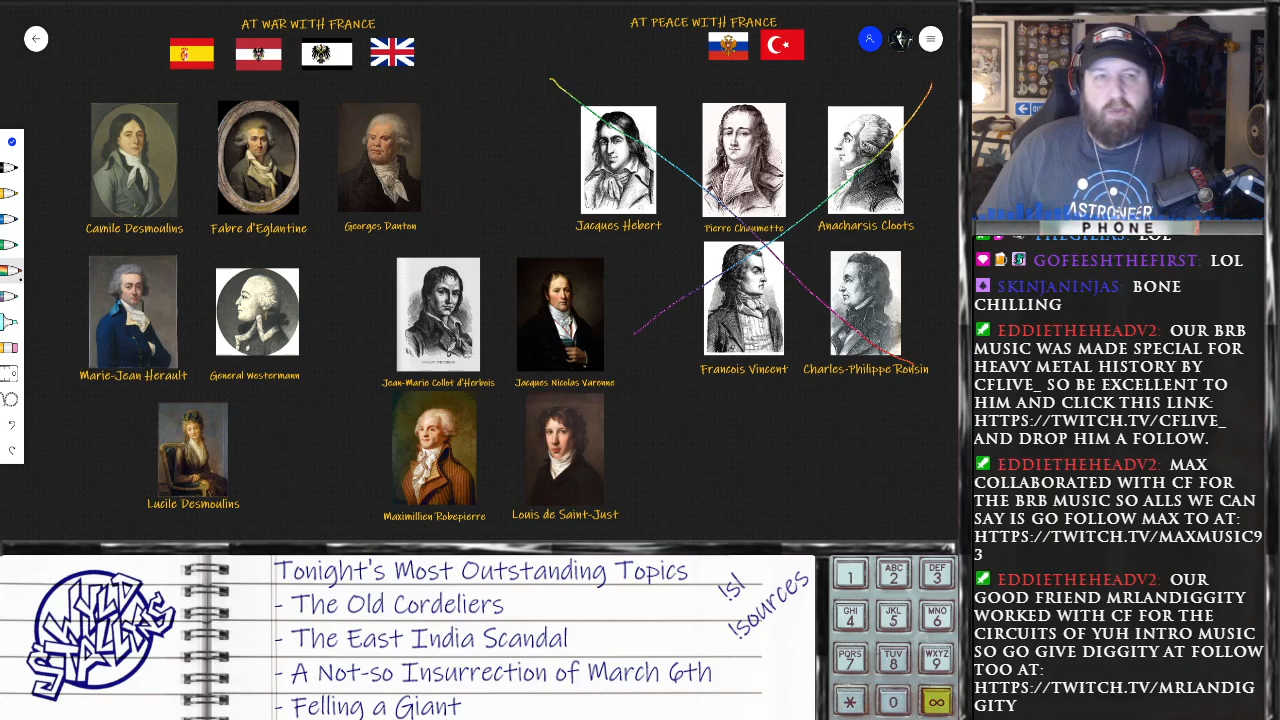 AT WAR WITH FRANCE
AT PEACE WITH FRANCE
Camile Desmoulins
Fabre d'Eglantine
Georges Danton
Jacques Hebert
Pierre Chaumette
Anacharsis Cloots
Marie-Jean Herault
General Westermann
Jean-Marie Collot d'Herbois
Jacques Nicolas Varenne
Francois Vincent
Charles-Philippe Ronsin
Lucile Desmoulins
Maximillien Robepierre
Louis de Saint-Just
WYLD STALLYNS
Tonight's Most Outstanding Topics
- The Old Cordeliers
- The East India Scandal
- A Not-so Insurrection of March 6th
- Felling a Giant
!sl
!sources
1
ABC 2
DEF 3
GHI 4
JKL 5
MNO 6
PQRS 7
TUV 8
WXYZ 9
*
0
∞
ASTRONEER
PHONE
LOL
GOFEESHTHEFIRST: LOL
SKINJANINJAS: BONE
CHILLING
EDDIETHEHEADV2: OUR BRB
MUSIC WAS MADE SPECIAL FOR
HEAVY METAL HISTORY BY
CFLIVE_ SO BE EXCELLENT TO
HIM AND CLICK THIS LINK:
HTTPS://TWITCH.TV/CFLIVE_
AND DROP HIM A FOLLOW.
EDDIETHEHEADV2: MAX
COLLABORATED WITH CF FOR
THE BRB MUSIC SO ALLS WE CAN
SAY IS GO FOLLOW MAX TO AT:
HTTPS://TWITCH.TV/MAXMUSIC9
3
EDDIETHEHEADV2: OUR
GOOD FRIEND MRLANDIGGITY
WORKED WITH CF FOR THE
CIRCUITS OF YUH INTRO MUSIC
SO GO GIVE DIGGITY AT FOLLOW
TOO AT:
HTTPS://TWITCH.TV/MRLANDIG
GITY